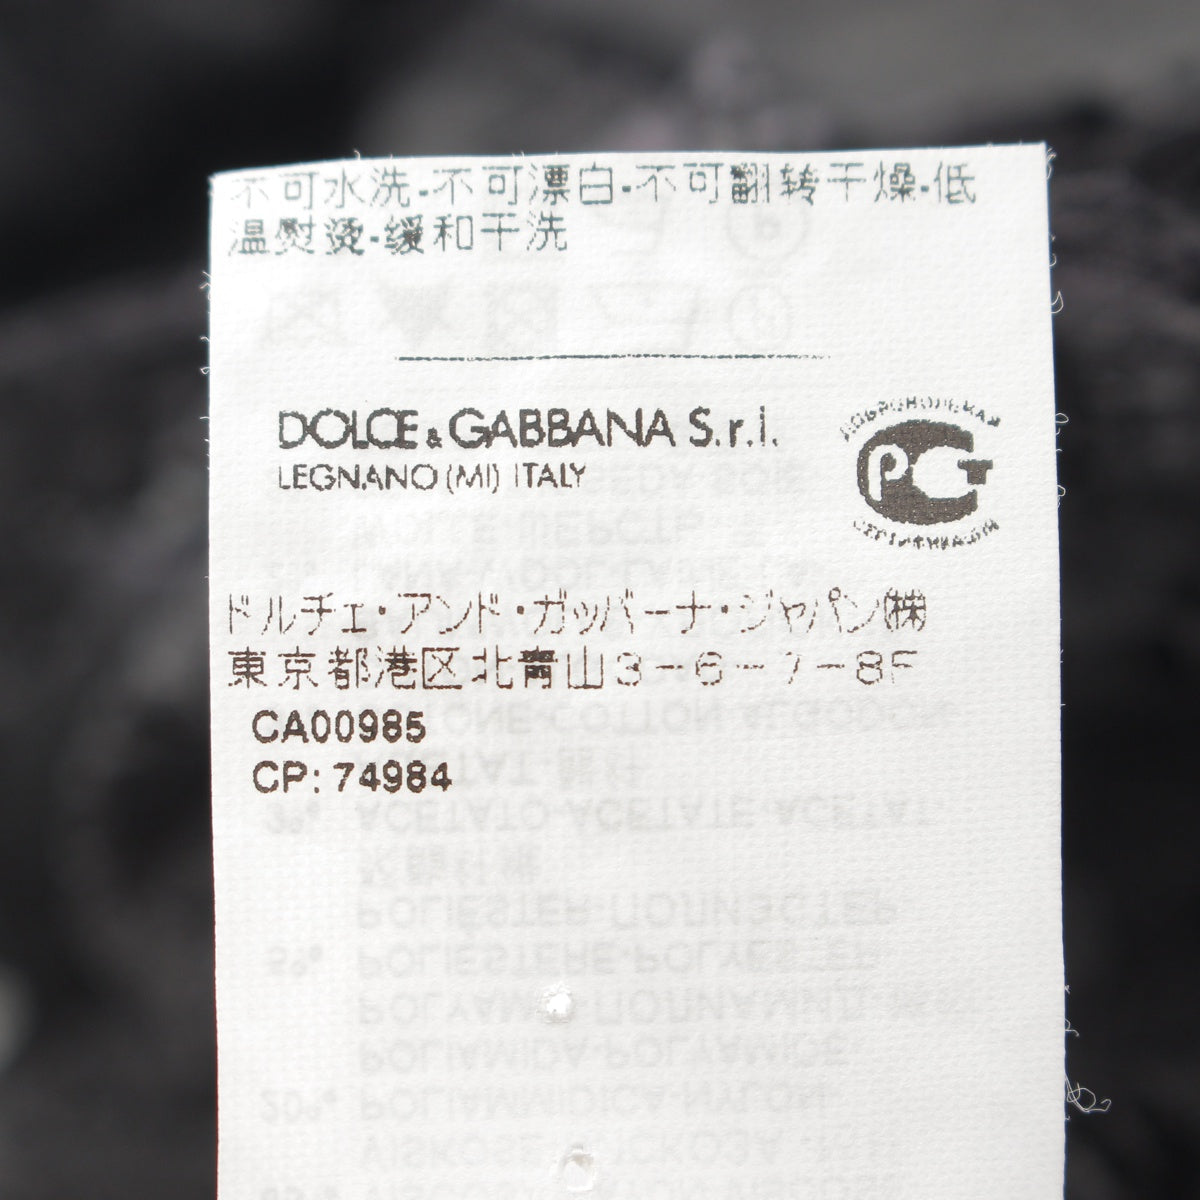 不可水洗-不可漂白-不可翻转干燥-低
温熨烫-缓和干洗
DOLCE & GABBANA S.r.l.
LEGNANO (MI) ITALY
ДОБРОВОЛЬНАЯ
РСТ
СЕРТИФИКАЦИЯ
ドルチェ・アンド・ガッバーナ・ジャパン㈱
東京都港区北青山3-6-7-8F
CA00985
CP: 74984